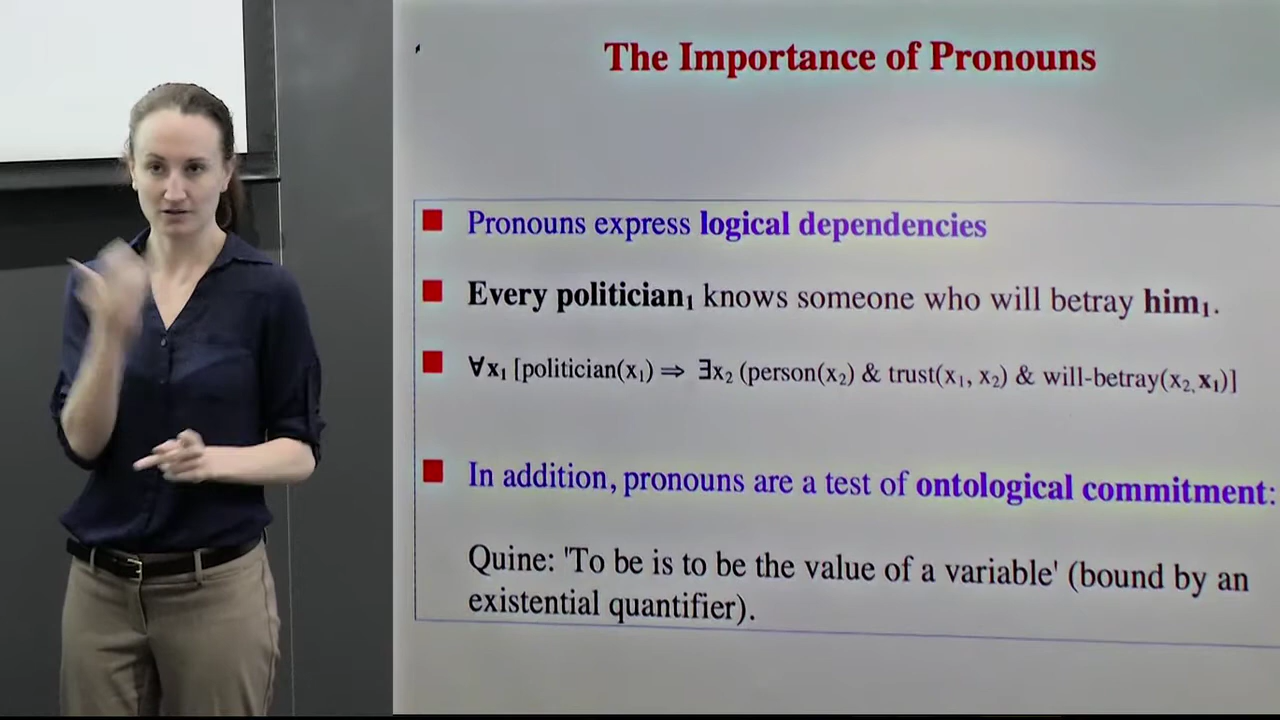 The Importance of Pronouns
Pronouns express logical dependencies
Every politician₁ knows someone who will betray him₁.
∀x₁ [politician(x₁) ⇒ ∃x₂ (person(x₂) & trust(x₁, x₂) & will-betray(x₂, x₁)]
In addition, pronouns are a test of ontological commitment:
Quine: 'To be is to be the value of a variable' (bound by an
existential quantifier).